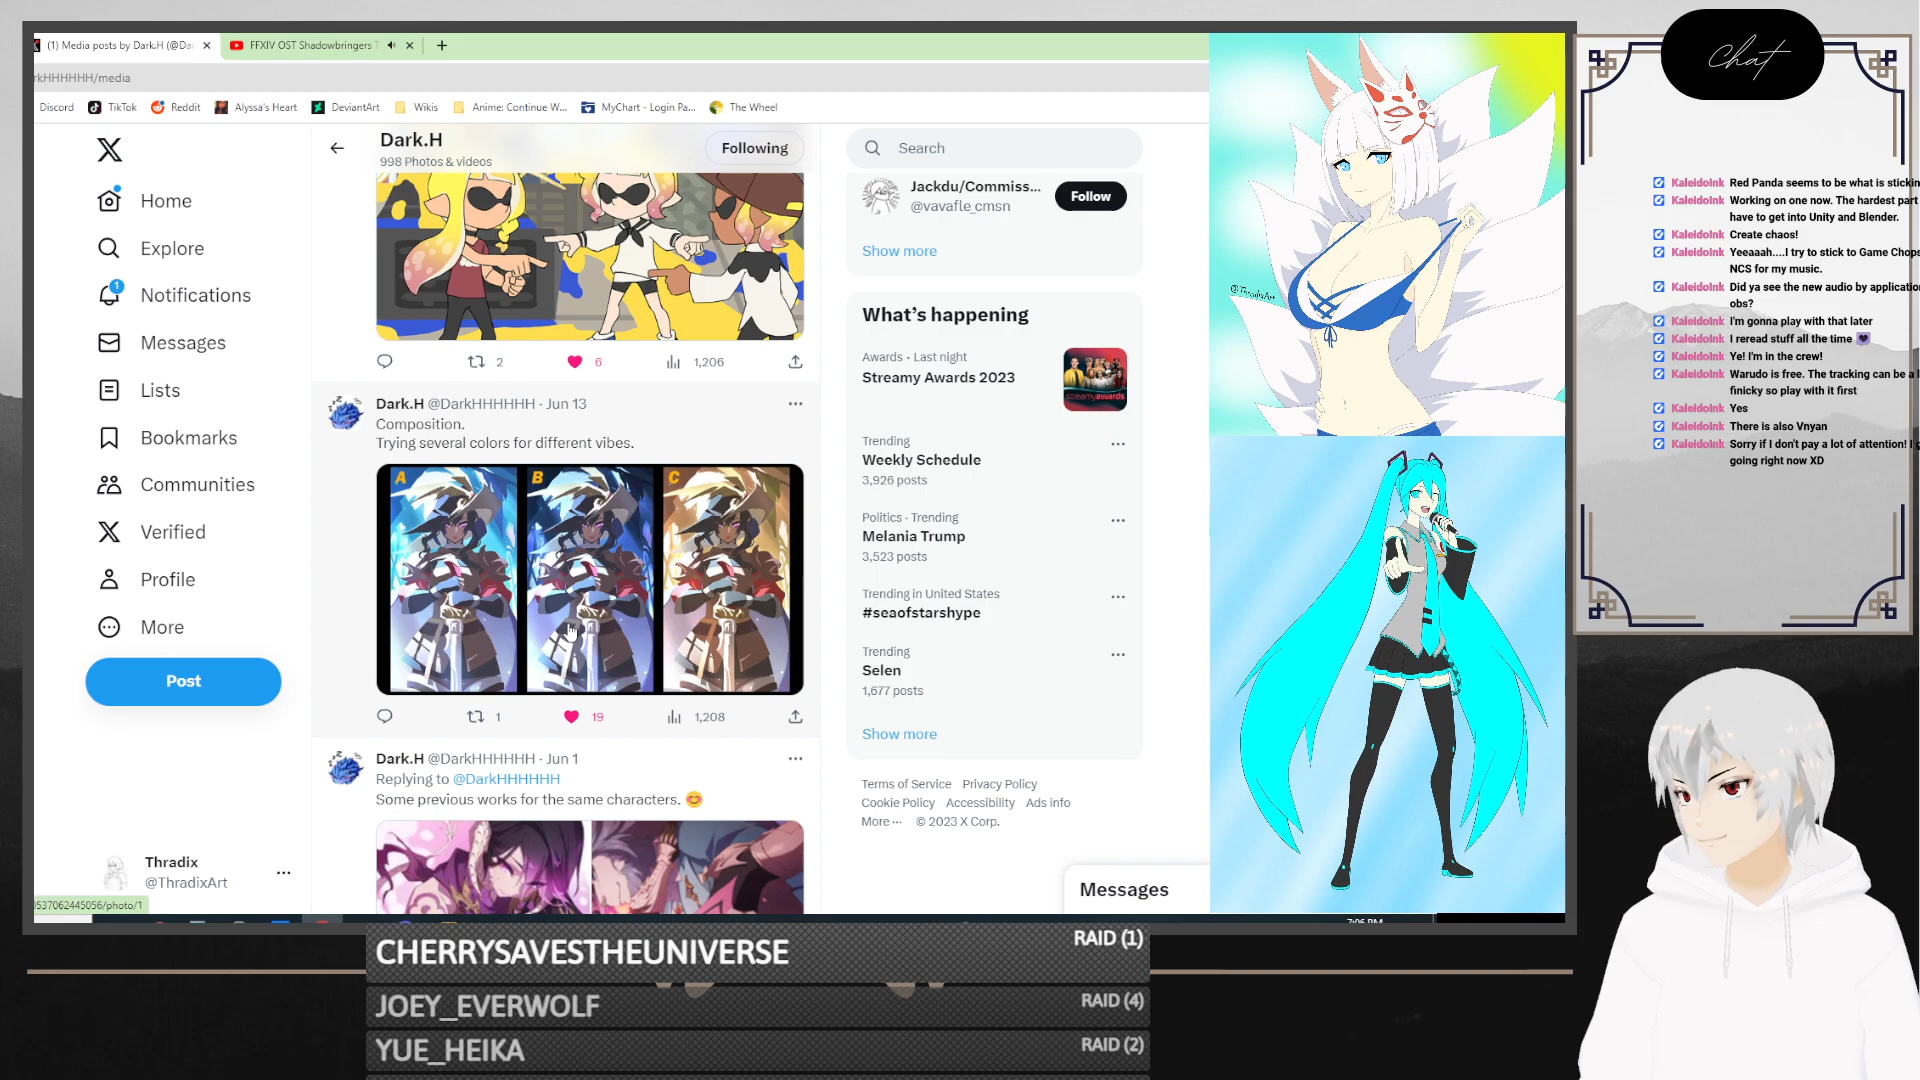 (1) Media posts by Dark.H (@Da
FFXIV OST Shadowbringers
rkHHHHHH/media
Discord
TikTok
Reddit
Alyssa's Heart
DeviantArt
Wikis
Anime: Continue W...
MyChart - Login Pa...
The Wheel
Home
Explore
1
Notifications
Messages
Lists
Bookmarks
Communities
Verified
Profile
More
Post
Thradix
@ThradixArt
0537062445056/photo/1
Dark.H
998 Photos & videos
Following
2
6
1,206
Dark.H @DarkHHHHHH · Jun 13
Composition.
Trying several colors for different vibes.
A
B
C
1
19
1,208
Dark.H @DarkHHHHHH · Jun 1
Replying to @DarkHHHHHH
Some previous works for the same characters. 😊
Search
Jackdu/Commiss...
@vavafle_cmsn
Follow
Show more
What's happening
Awards · Last night
Streamy Awards 2023
streamyawards
Trending
Weekly Schedule
3,926 posts
Politics · Trending
Melania Trump
3,523 posts
Trending in United States
#seaofstarshype
Trending
Selen
1,677 posts
Show more
Terms of Service Privacy Policy
Cookie Policy Accessibility Ads info
More ··· © 2023 X Corp.
Messages
@ThradixArt
Chat
KaleidoInk Red Panda seems to be what is stickin
KaleidoInk Working on one now. The hardest part
have to get into Unity and Blender.
KaleidoInk Create chaos!
KaleidoInk Yeeaaah....I try to stick to Game Chops
NCS for my music.
KaleidoInk Did ya see the new audio by application
obs?
KaleidoInk I'm gonna play with that later
KaleidoInk I reread stuff all the time
KaleidoInk Ye! I'm in the crew!
KaleidoInk Warudo is free. The tracking can be a l
finicky so play with it first
KaleidoInk Yes
KaleidoInk There is also Vnyan
KaleidoInk Sorry if I don't pay a lot of attention! I g
going right now XD
CHERRYSAVESTHEUNIVERSE RAID (1)
JOEY_EVERWOLF RAID (4)
YUE_HEIKA RAID (2)